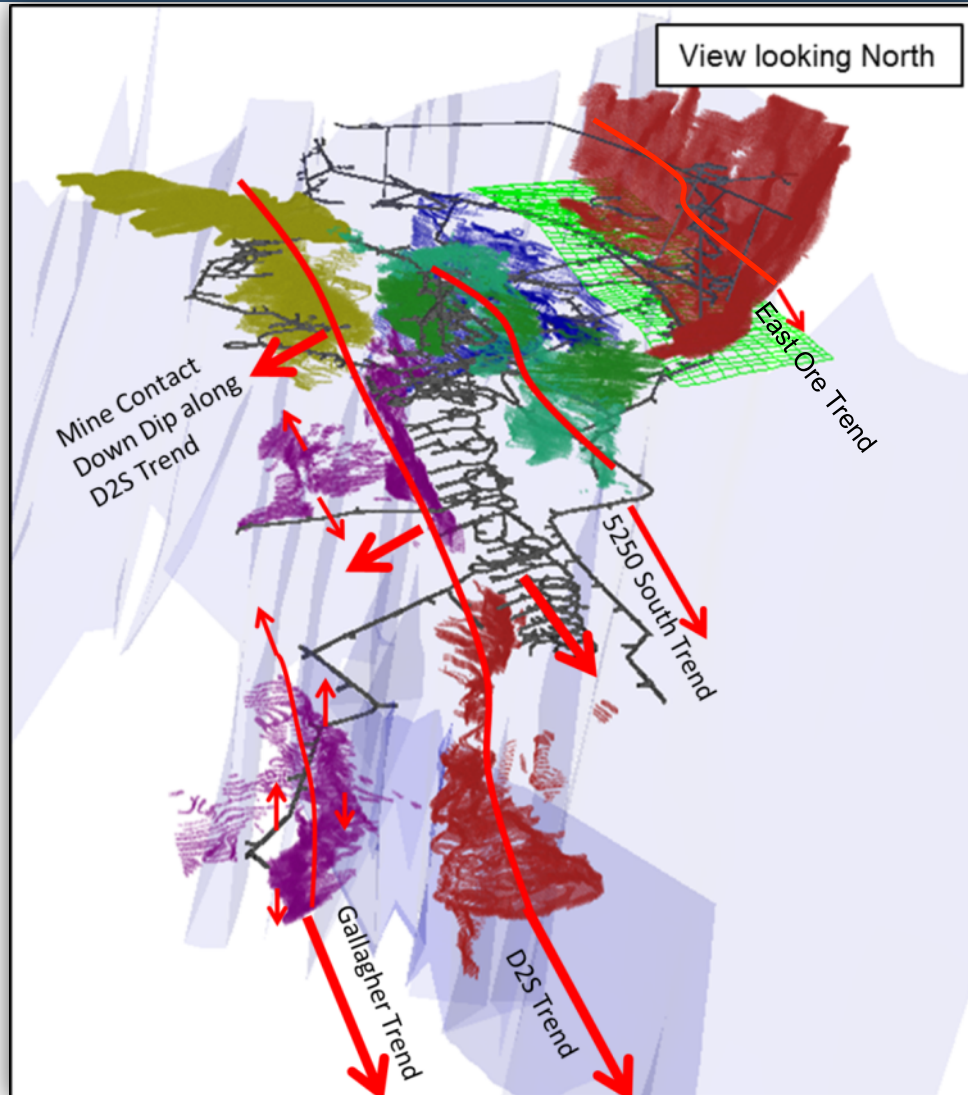 View looking North
East Ore Trend
Mine Contact
Down Dip along
D2S Trend
5250 South Trend
Gallagher Trend
D2S Trend